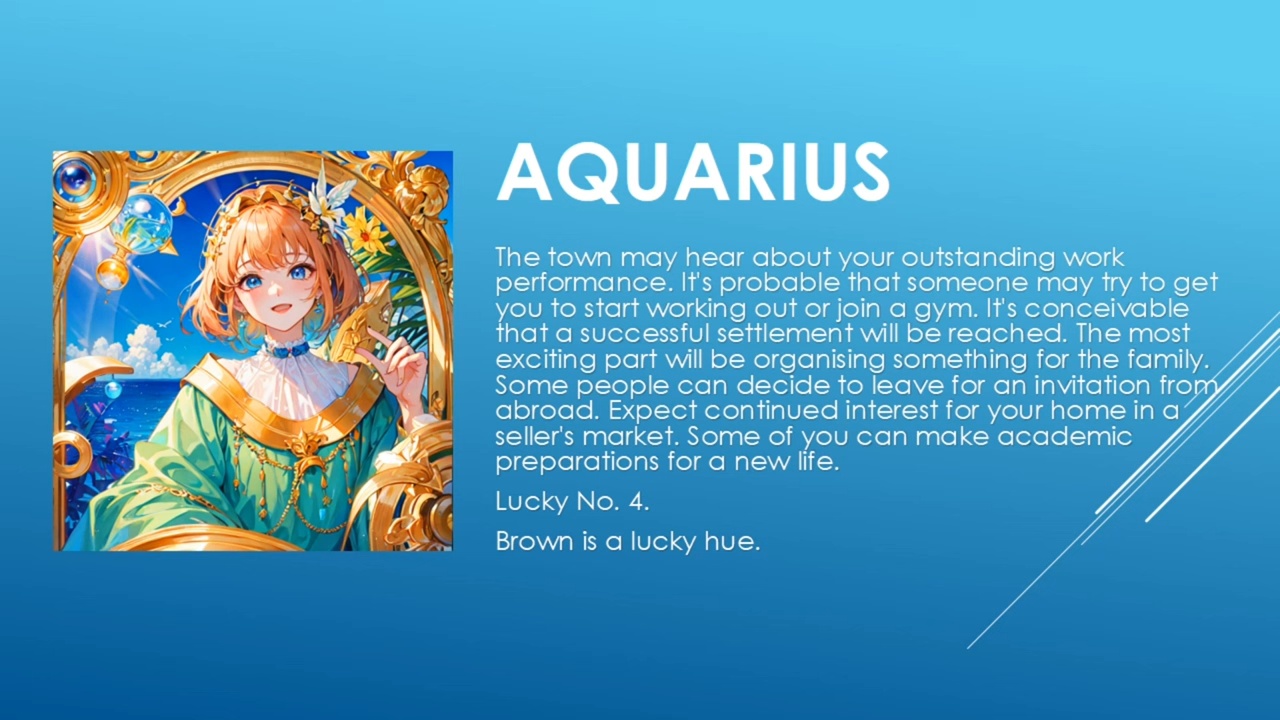 AQUARIUS
The town may hear about your outstanding work
performance. It's probable that someone may try to get
you to start working out or join a gym. It's conceivable
that a successful settlement will be reached. The most
exciting part will be organising something for the family.
Some people can decide to leave for an invitation from
abroad. Expect continued interest for your home in a
seller's market. Some of you can make academic
preparations for a new life.
Lucky No. 4.
Brown is a lucky hue.